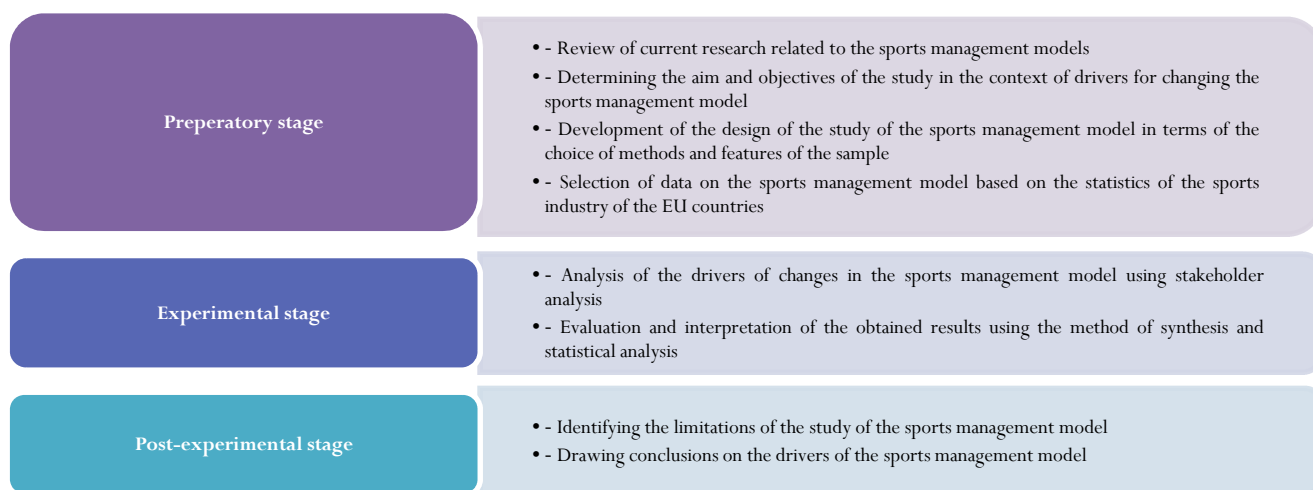 Preperatory stage
• - Review of current research related to the sports management models
• - Determining the aim and objectives of the study in the context of drivers for changing the
sports management model
• - Development of the design of the study of the sports management model in terms of the
choice of methods and features of the sample
• - Selection of data on the sports management model based on the statistics of the sports
industry of the EU countries
Experimental stage
• - Analysis of the drivers of changes in the sports management model using stakeholder
analysis
• - Evaluation and interpretation of the obtained results using the method of synthesis and
statistical analysis
Post-experimental stage
• - Identifying the limitations of the study of the sports management model
• - Drawing conclusions on the drivers of the sports management model